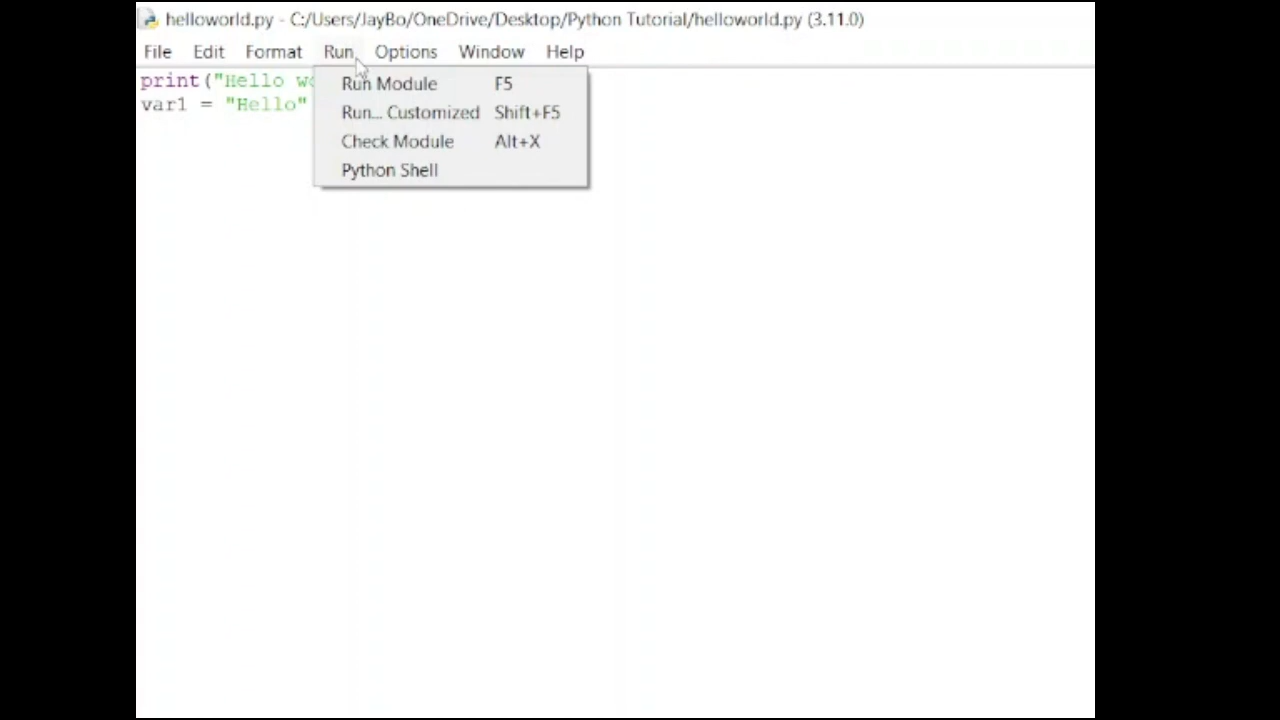 helloworld.py - C:/Users/JayBo/OneDrive/Desktop/Python Tutorial/helloworld.py (3.11.0)
File Edit Format Run Options Window Help
print("Hello
var1 = "Hello"
Run Module F5
Run... Customized Shift+F5
Check Module Alt+X
Python Shell